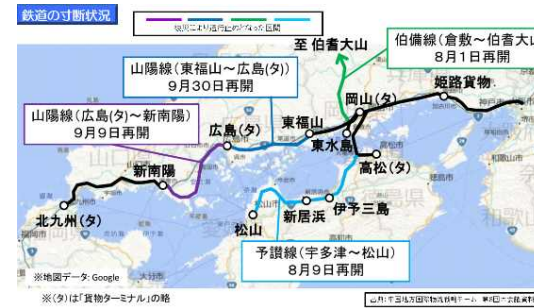 鉄道の寸断状況
至 伯耆大山
伯備線(倉敷～伯耆大山)
8月1日再開
山陽線(東福山～広島(タ))
9月30日再開
姫路貨物
岡山(タ)
山陽線(広島(タ)～新南陽)
9月9日再開
東福山
広島(タ)
東水島
高松(タ)
新南陽
北九州(タ)
松山
新居浜
伊予三島
予讃線(宇多津～松山)
8月9日再開
※地図データ: Google
※(タ)は「貨物ターミナル」の略